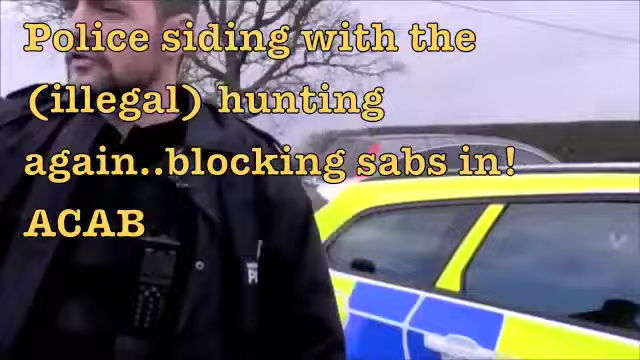 Police siding with the
(illegal) hunting
again..blocking sabs in!
ACAB